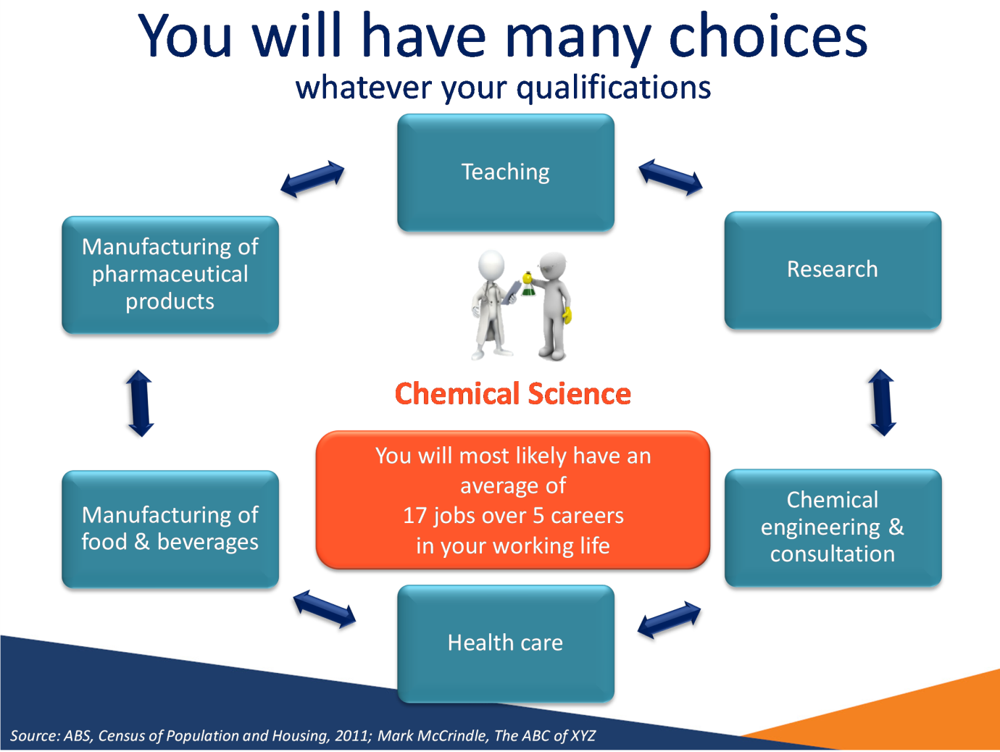 You will have many choices
whatever your qualifications
Teaching
Manufacturing of
pharmaceutical
products
Research
Chemical Science
You will most likely have an
average of
17 jobs over 5 careers
in your working life
Manufacturing of
food & beverages
Chemical
engineering &
consultation
Health care
Source: ABS, Census of Population and Housing, 2011; Mark McCrindle, The ABC of XYZ